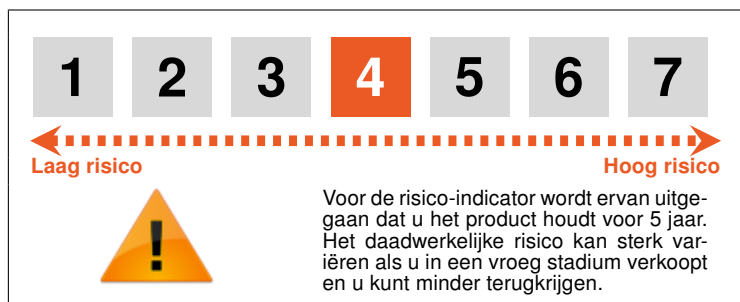 1 2 3 4 5 6 7
Laag risico Hoog risico
Voor de risico-indicator wordt ervan uitge-
gaan dat u het product houdt voor 5 jaar.
Het daadwerkelijke risico kan sterk var-
iëren als u in een vroeg stadium verkoopt
en u kunt minder terugkrijgen.